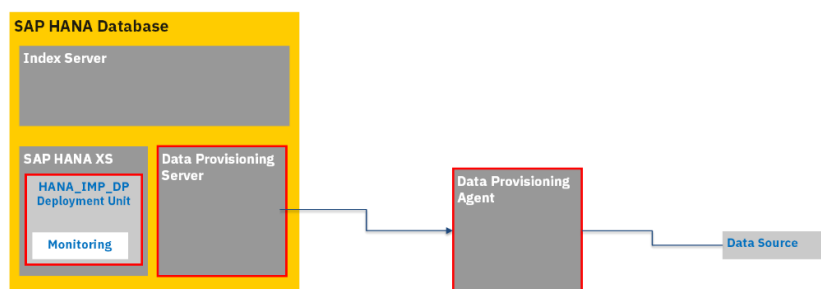 SAP HANA Database
Index Server
SAP HANA XS
HANA_IMP_DP
Deployment Unit
Monitoring
Data Provisioning
Server
Data Provisioning
Agent
Data Source